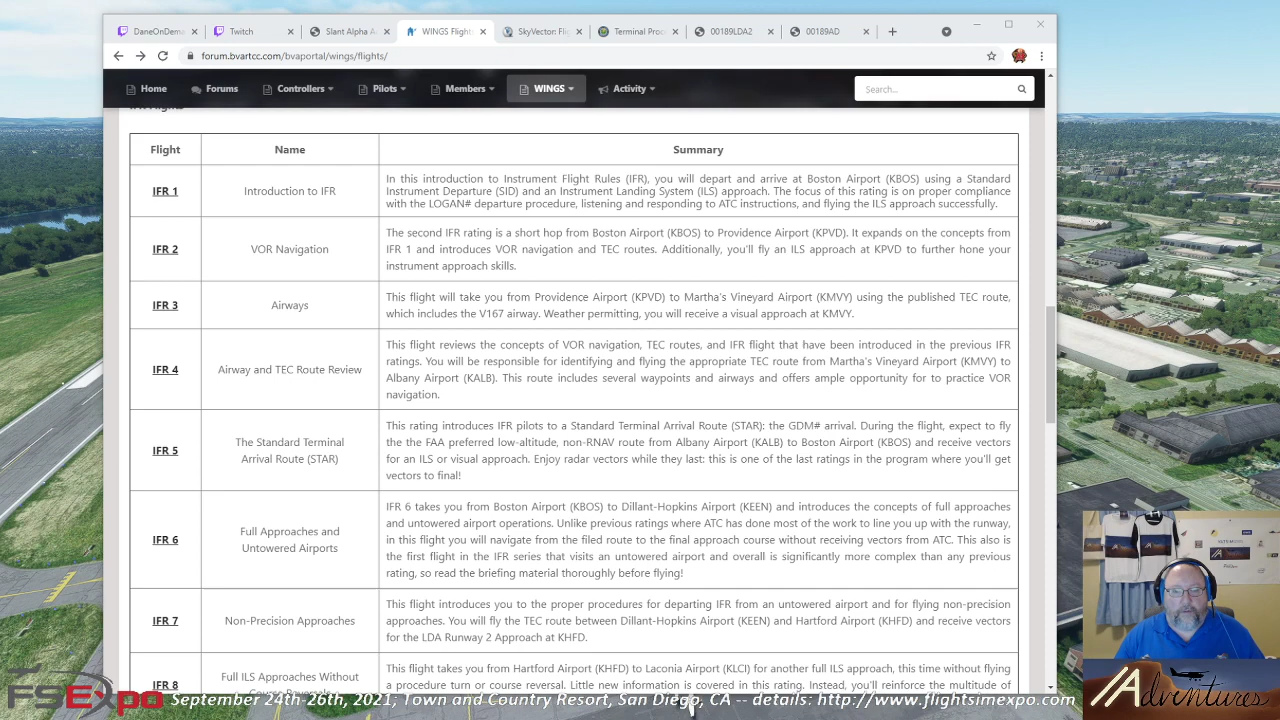 DaneOnDema
Twitch
Slant Alpha A
WINGS Flight
SkyVector: Fli
Terminal Proc
00189LDA2
00189AD
forum.bvartcc.com/bvaportal/wings/flights/
Home Forums Controllers Pilots Members WINGS Activity Search...
Flight Name Summary
IFR 1
Introduction to IFR
In this introduction to Instrument Flight Rules (IFR), you will depart and arrive at Boston Airport (KBOS) using a Standard
Instrument Departure (SID) and an Instrument Landing System (ILS) approach. The focus of this rating is on proper compliance
with the LOGAN# departure procedure, listening and responding to ATC instructions, and flying the ILS approach successfully.
IFR 2
VOR Navigation
The second IFR rating is a short hop from Boston Airport (KBOS) to Providence Airport (KPVD). It expands on the concepts from
IFR 1 and introduces VOR navigation and TEC routes. Additionally, you'll fly an ILS approach at KPVD to further hone your
instrument approach skills.
IFR 3
Airways
This flight will take you from Providence Airport (KPVD) to Martha's Vineyard Airport (KMVY) using the published TEC route,
which includes the V167 airway. Weather permitting, you will receive a visual approach at KMVY.
IFR 4
Airway and TEC Route Review
This flight reviews the concepts of VOR navigation, TEC routes, and IFR flight that have been introduced in the previous IFR
ratings. You will be responsible for identifying and flying the appropriate TEC route from Martha's Vineyard Airport (KMVY) to
Albany Airport (KALB). This route includes several waypoints and airways and offers ample opportunity for to practice VOR
navigation.
IFR 5
The Standard Terminal
Arrival Route (STAR)
This rating introduces IFR pilots to a Standard Terminal Arrival Route (STAR): the GDM# arrival. During the flight, expect to fly
the the FAA preferred low-altitude, non-RNAV route from Albany Airport (KALB) to Boston Airport (KBOS) and receive vectors
for an ILS or visual approach. Enjoy radar vectors while they last: this is one of the last ratings in the program where you'll get
vectors to final!
IFR 6
Full Approaches and
Untowered Airports
IFR 6 takes you from Boston Airport (KBOS) to Dillant-Hopkins Airport (KEEN) and introduces the concepts of full approaches
and untowered airport operations. Unlike previous ratings where ATC has done most of the work to line you up with the runway,
in this flight you will navigate from the filed route to the final approach course without receiving vectors from ATC. This also is
the first flight in the IFR series that visits an untowered airport and overall is significantly more complex than any previous
rating, so read the briefing material thoroughly before flying!
IFR 7
Non-Precision Approaches
This flight introduces you to the proper procedures for departing IFR from an untowered airport and for flying non-precision
approaches. You will fly the TEC route between Dillant-Hopkins Airport (KEEN) and Hartford Airport (KHFD) and receive vectors
for the LDA Runway 2 Approach at KHFD.
IFR 8
Full ILS Approaches Without
This flight takes you from Hartford Airport (KHFD) to Laconia Airport (KLCI) for another full ILS approach, this time without flying
a procedure turn or course reversal. Little new information is covered in this rating. Instead, you'll reinforce the multitude of
FSExpo
September 24th-26th, 2021, Town and Country Resort, San Diego, CA -- details: http://www.flightsimexpo.com
Adventures